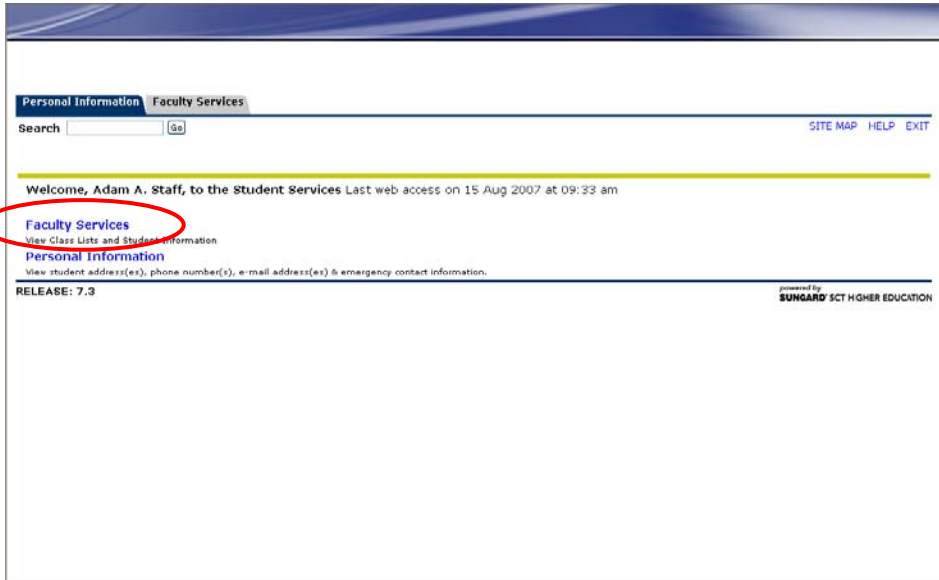 Personal Information Faculty Services
Search Go SITE MAP HELP EXIT
Welcome, Adam A. Staff, to the Student Services Last web access on 15 Aug 2007 at 09:33 am
Faculty Services
View Class Lists and Student Information
Personal Information
View student address(es), phone number(s), e-mail address(es) & emergency contact information.
RELEASE: 7.3
powered by
SUNGARD' SCT HIGHER EDUCATION